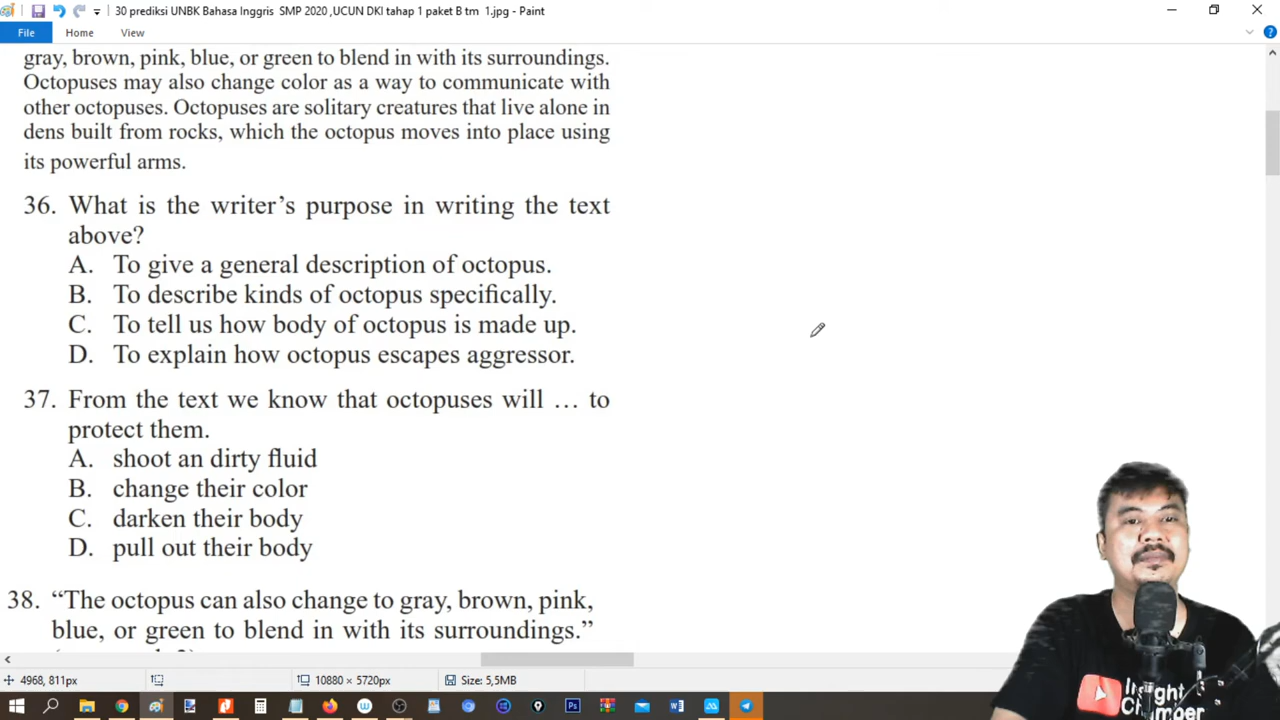 30 prediksi UNBK Bahasa Inggris SMP 2020 ,UCUN DKI tahap 1 paket B tm 1.jpg - Paint
File Home View
gray, brown, pink, blue, or green to blend in with its surroundings.
Octopuses may also change color as a way to communicate with
other octopuses. Octopuses are solitary creatures that live alone in
dens built from rocks, which the octopus moves into place using
its powerful arms.
36. What is the writer’s purpose in writing the text
above?
A. To give a general description of octopus.
B. To describe kinds of octopus specifically.
C. To tell us how body of octopus is made up.
D. To explain how octopus escapes aggressor.
37. From the text we know that octopuses will … to
protect them.
A. shoot an dirty fluid
B. change their color
C. darken their body
D. pull out their body
38. “The octopus can also change to gray, brown, pink,
blue, or green to blend in with its surroundings.”
Insight
Chamber
4968, 811px 10880 × 5720px Size: 5,5MB